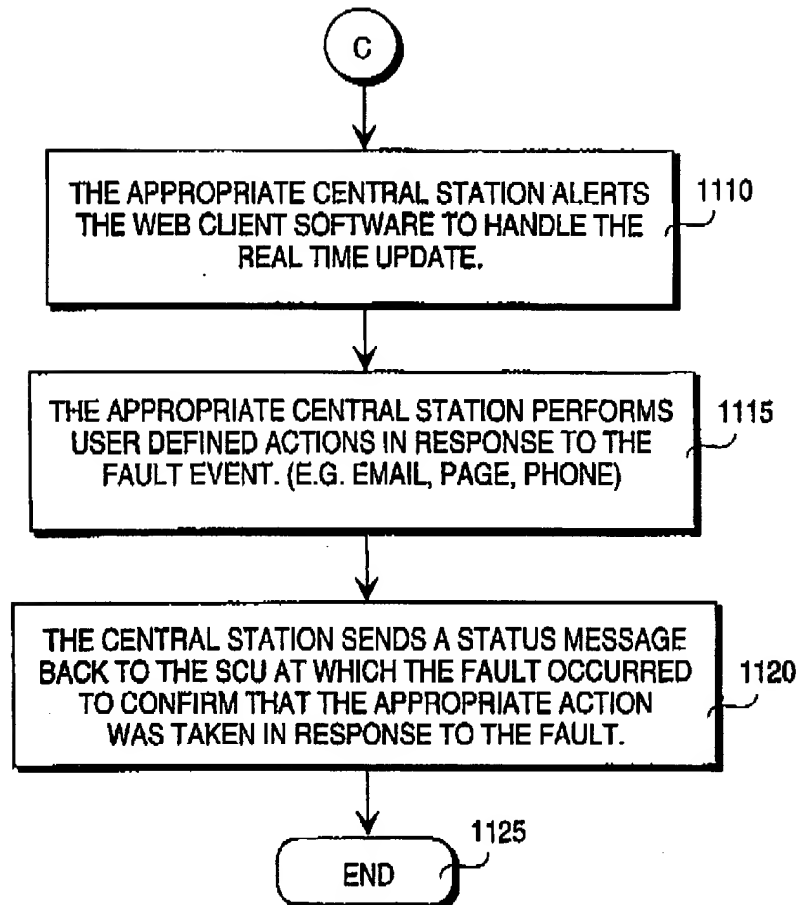 C
THE APPROPRIATE CENTRAL STATION ALERTS
THE WEB CLIENT SOFTWARE TO HANDLE THE
REAL TIME UPDATE.
1110
THE APPROPRIATE CENTRAL STATION PERFORMS
USER DEFINED ACTIONS IN RESPONSE TO THE
FAULT EVENT. (E.G. EMAIL, PAGE, PHONE)
1115
THE CENTRAL STATION SENDS A STATUS MESSAGE
BACK TO THE SCU AT WHICH THE FAULT OCCURRED
TO CONFIRM THAT THE APPROPRIATE ACTION
WAS TAKEN IN RESPONSE TO THE FAULT.
1120
END
1125